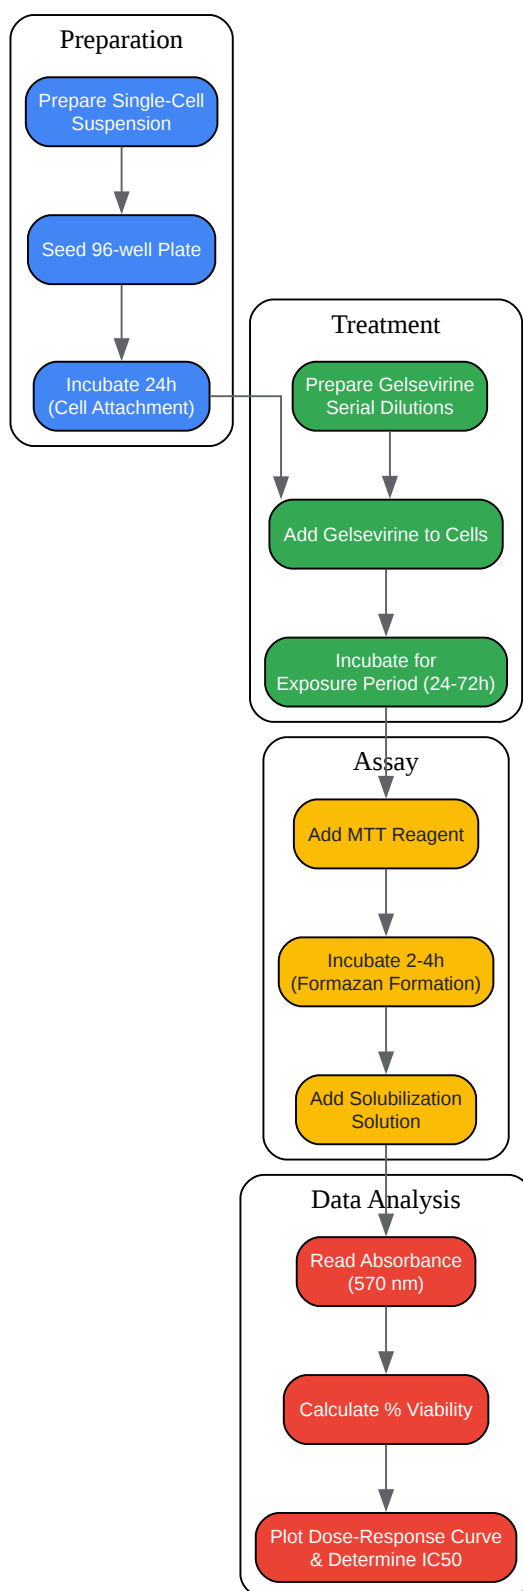 Preparation
Prepare Single-Cell
Suspension
Seed 96-well Plate
Incubate 24h
(Cell Attachment)
Treatment
Prepare Gelsevirine
Serial Dilutions
Add Gelsevirine to Cells
Incubate for
Exposure Period (24-72h)
Assay
Add MTT Reagent
Incubate 2-4h
(Formazan Formation)
Add Solubilization
Solution
Data Analysis
Read Absorbance
(570 nm)
Calculate % Viability
Plot Dose-Response Curve
& Determine IC50